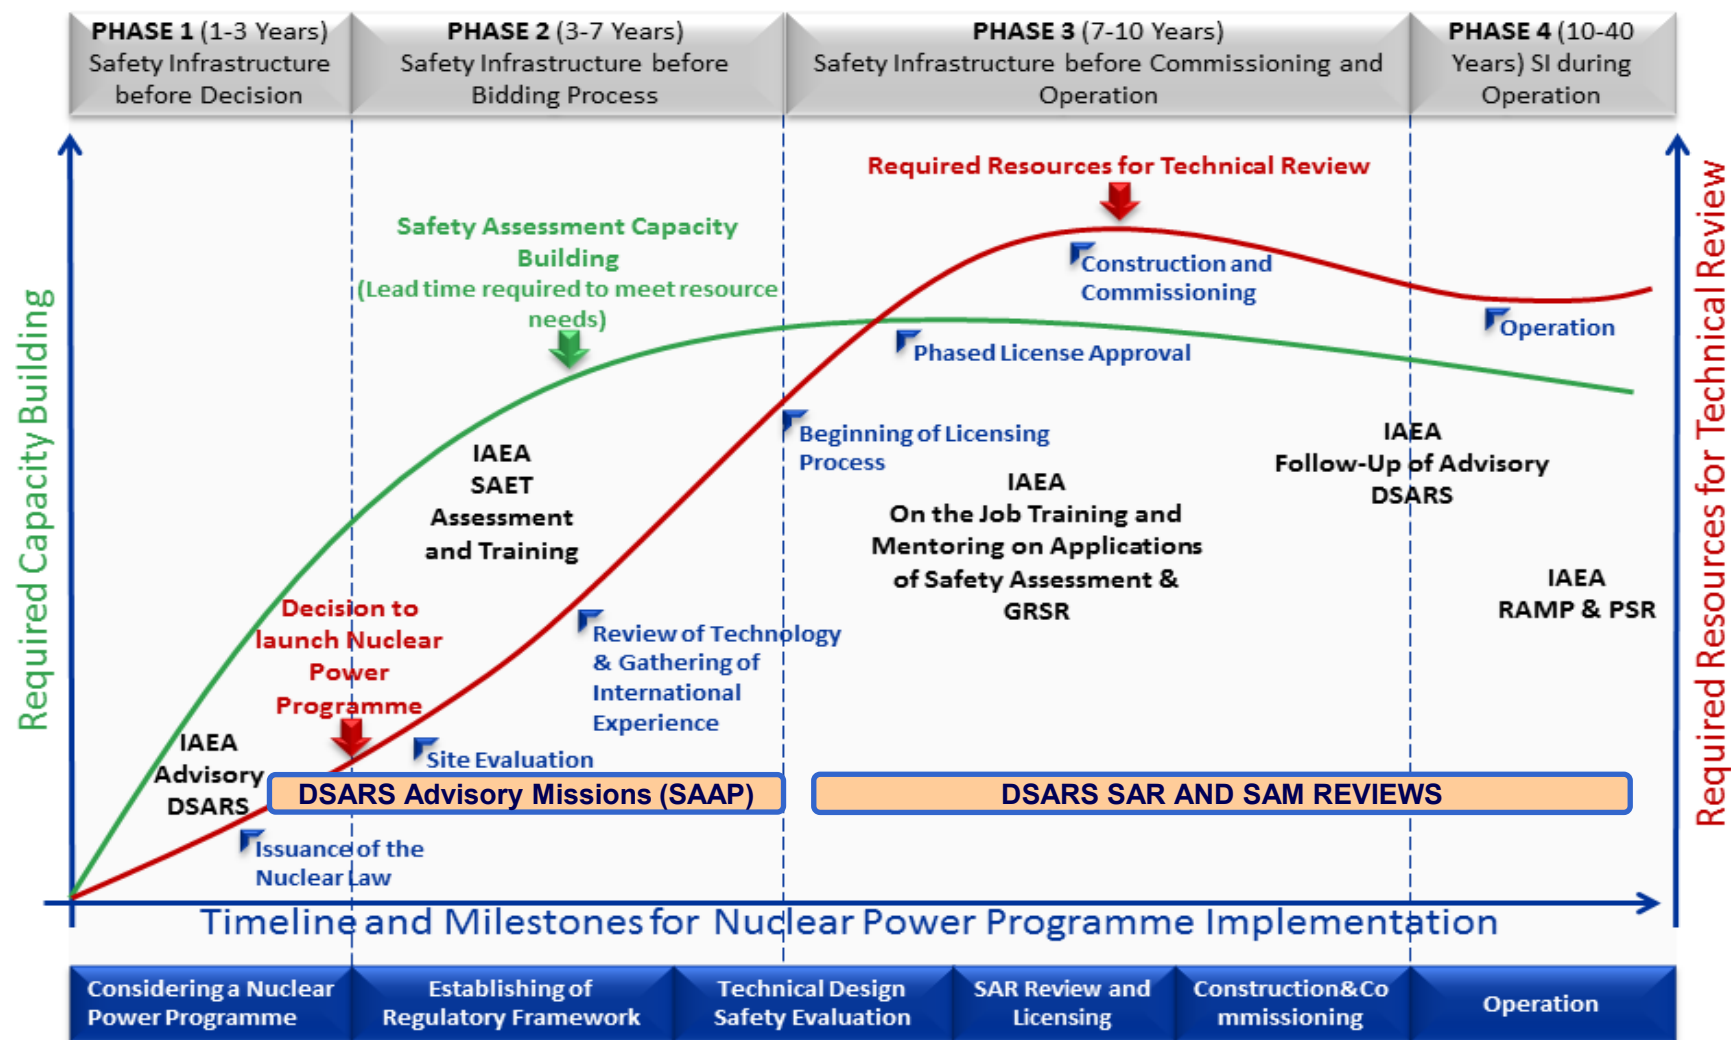 PHASE 1 (1-3 Years)
Safety Infrastructure
before Decision
PHASE 2 (3-7 Years)
Safety Infrastructure before
Bidding Process
PHASE 3 (7-10 Years)
Safety Infrastructure before Commissioning and
Operation
PHASE 4 (10-40
Years) SI during
Operation
Required Capacity Building
Required Resources for Technical Review
Required Resources for Technical Review
Safety Assessment Capacity
Building
(Lead time required to meet resource
needs)
Construction and
Commissioning
Operation
Phased License Approval
Beginning of Licensing
Process
IAEA
SAET
Assessment
and Training
IAEA
On the Job Training and
Mentoring on Applications
of Safety Assessment &
GRSR
IAEA
Follow-Up of Advisory
DSARS
IAEA
RAMP & PSR
Decision to
launch Nuclear
Power
Programme
Review of Technology
& Gathering of
International
Experience
Site Evaluation
IAEA
Advisory
DSARS
DSARS Advisory Missions (SAAP)
DSARS SAR AND SAM REVIEWS
Issuance of the
Nuclear Law
Timeline and Milestones for Nuclear Power Programme Implementation
Considering a Nuclear
Power Programme
Establishing of
Regulatory Framework
Technical Design
Safety Evaluation
SAR Review and
Licensing
Construction&Co
mmissioning
Operation